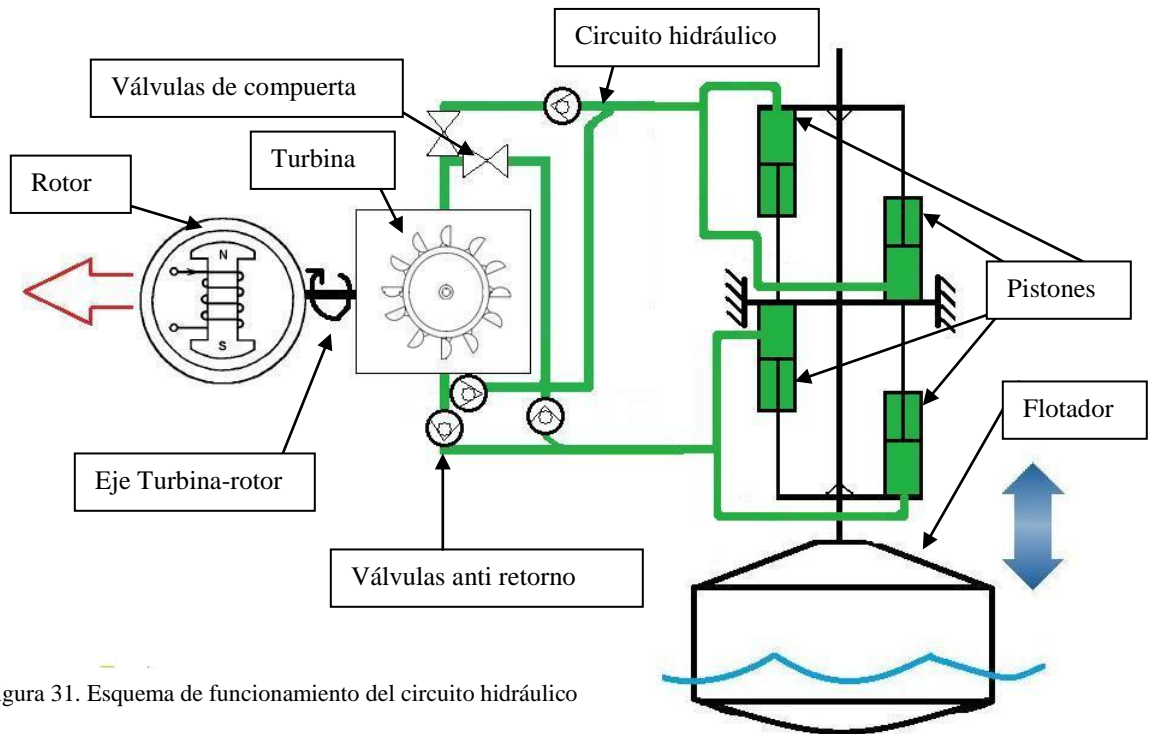 Circuito hidráulico
Válvulas de compuerta
Turbina
Rotor
N
S
Pistones
Flotador
Eje Turbina-rotor
Válvulas anti retorno
gura 31. Esquema de funcionamiento del circuito hidráulico